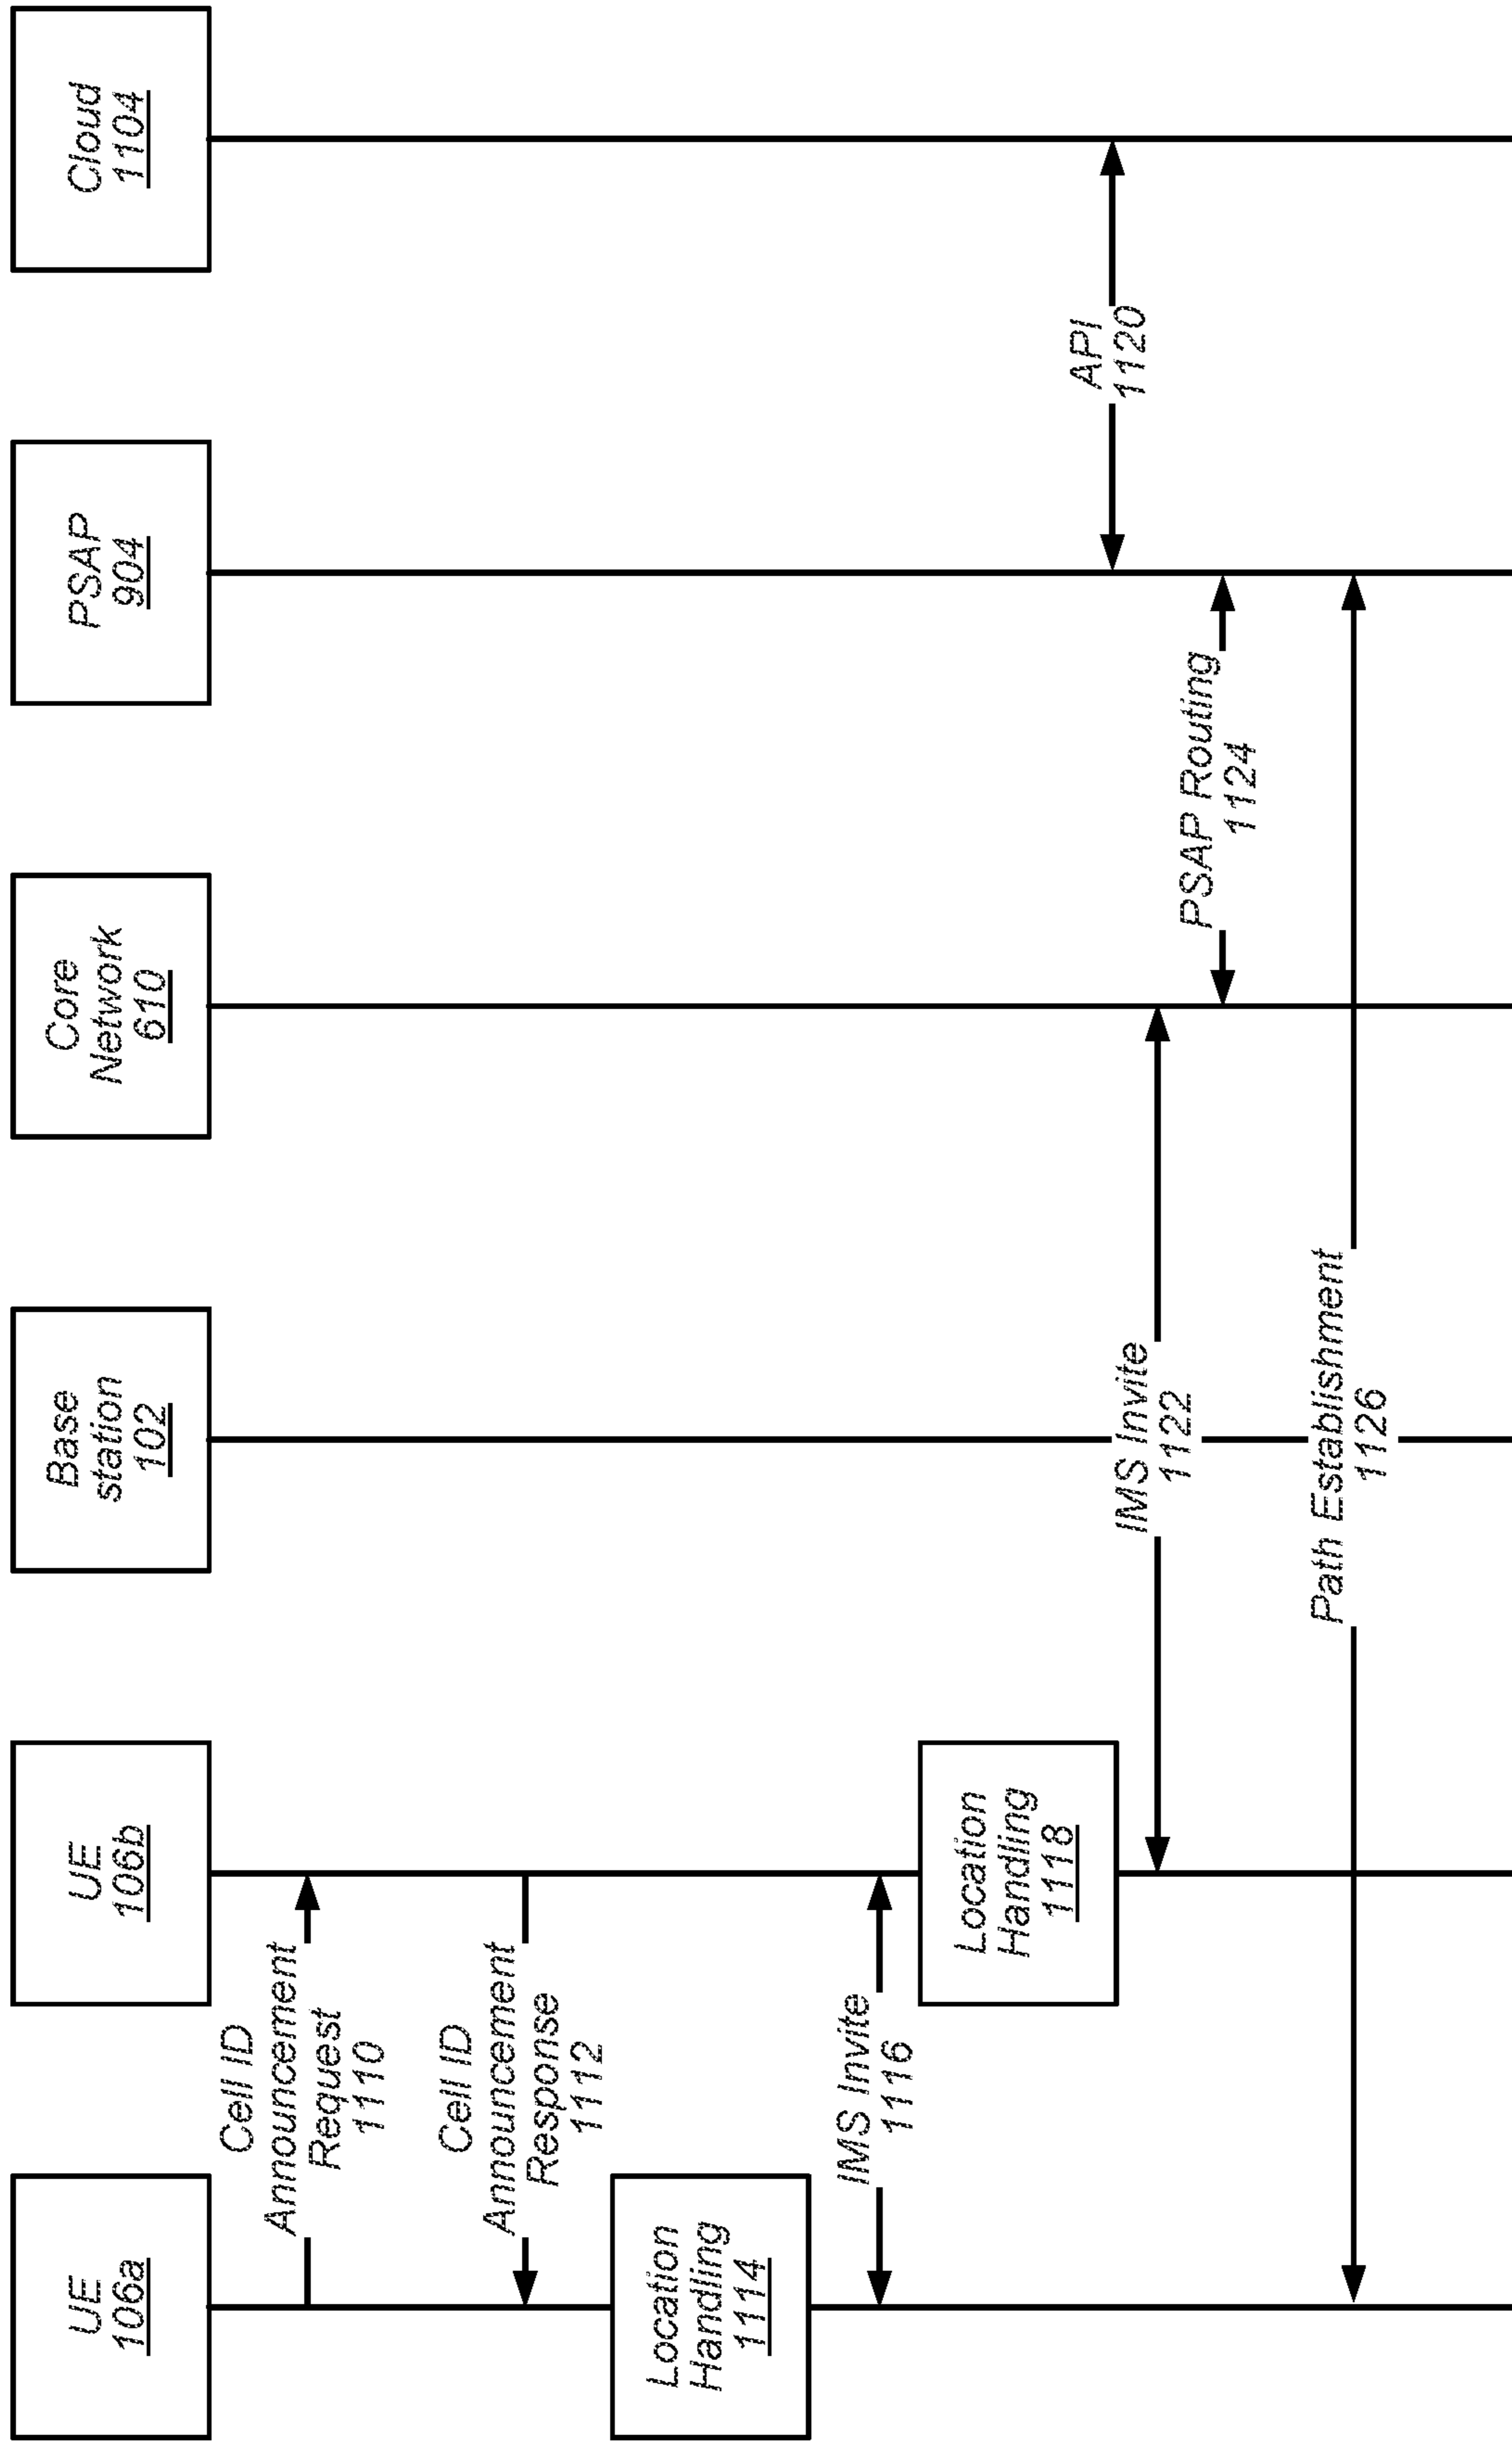 UE
106a
UE
106b
Base
station
102
Core
Network
610
PSAP
904
Cloud
1104
Cell ID
Announcement
Request
1110
Cell ID
Announcement
Response
1112
Location
Handling
1114
IMS Invite
1116
Location
Handling
1118
API
1120
IMS Invite
1122
PSAP Routing
1124
Path Establishment
1126